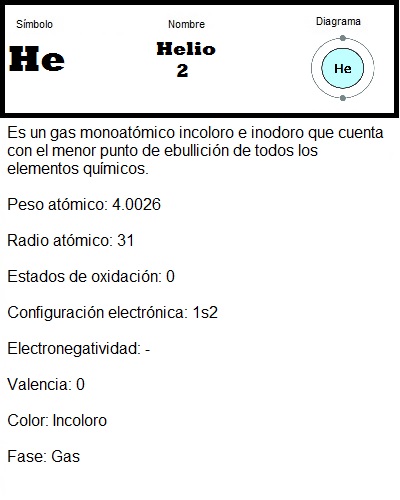 Símbolo
Nombre
Diagrama
He
Helio
2
He
Es un gas monoatómico incoloro e inodoro que cuenta
con el menor punto de ebullición de todos los
elementos químicos.
Peso atómico: 4.0026
Radio atómico: 31
Estados de oxidación: 0
Configuración electrónica: 1s2
Electronegatividad: -
Valencia: 0
Color: Incoloro
Fase: Gas